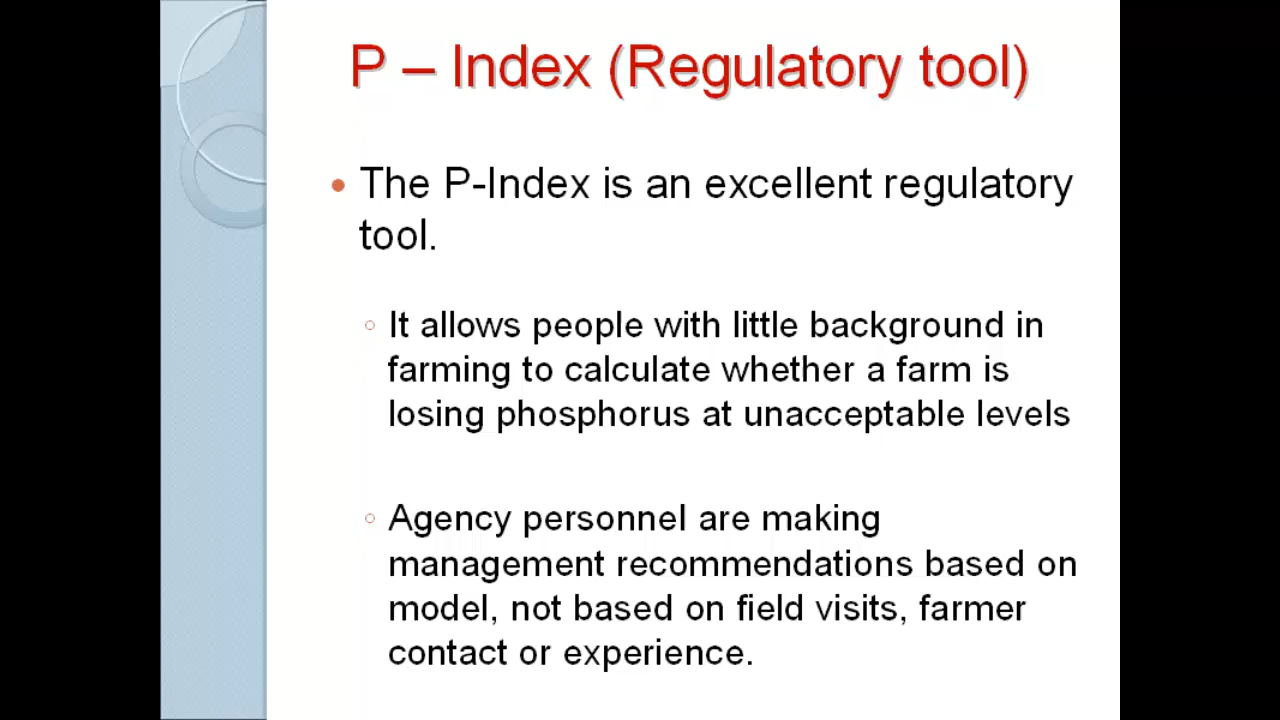 P – Index (Regulatory tool)
• The P-Index is an excellent regulatory
tool.
◦ It allows people with little background in
farming to calculate whether a farm is
losing phosphorus at unacceptable levels
◦ Agency personnel are making
management recommendations based on
model, not based on field visits, farmer
contact or experience.